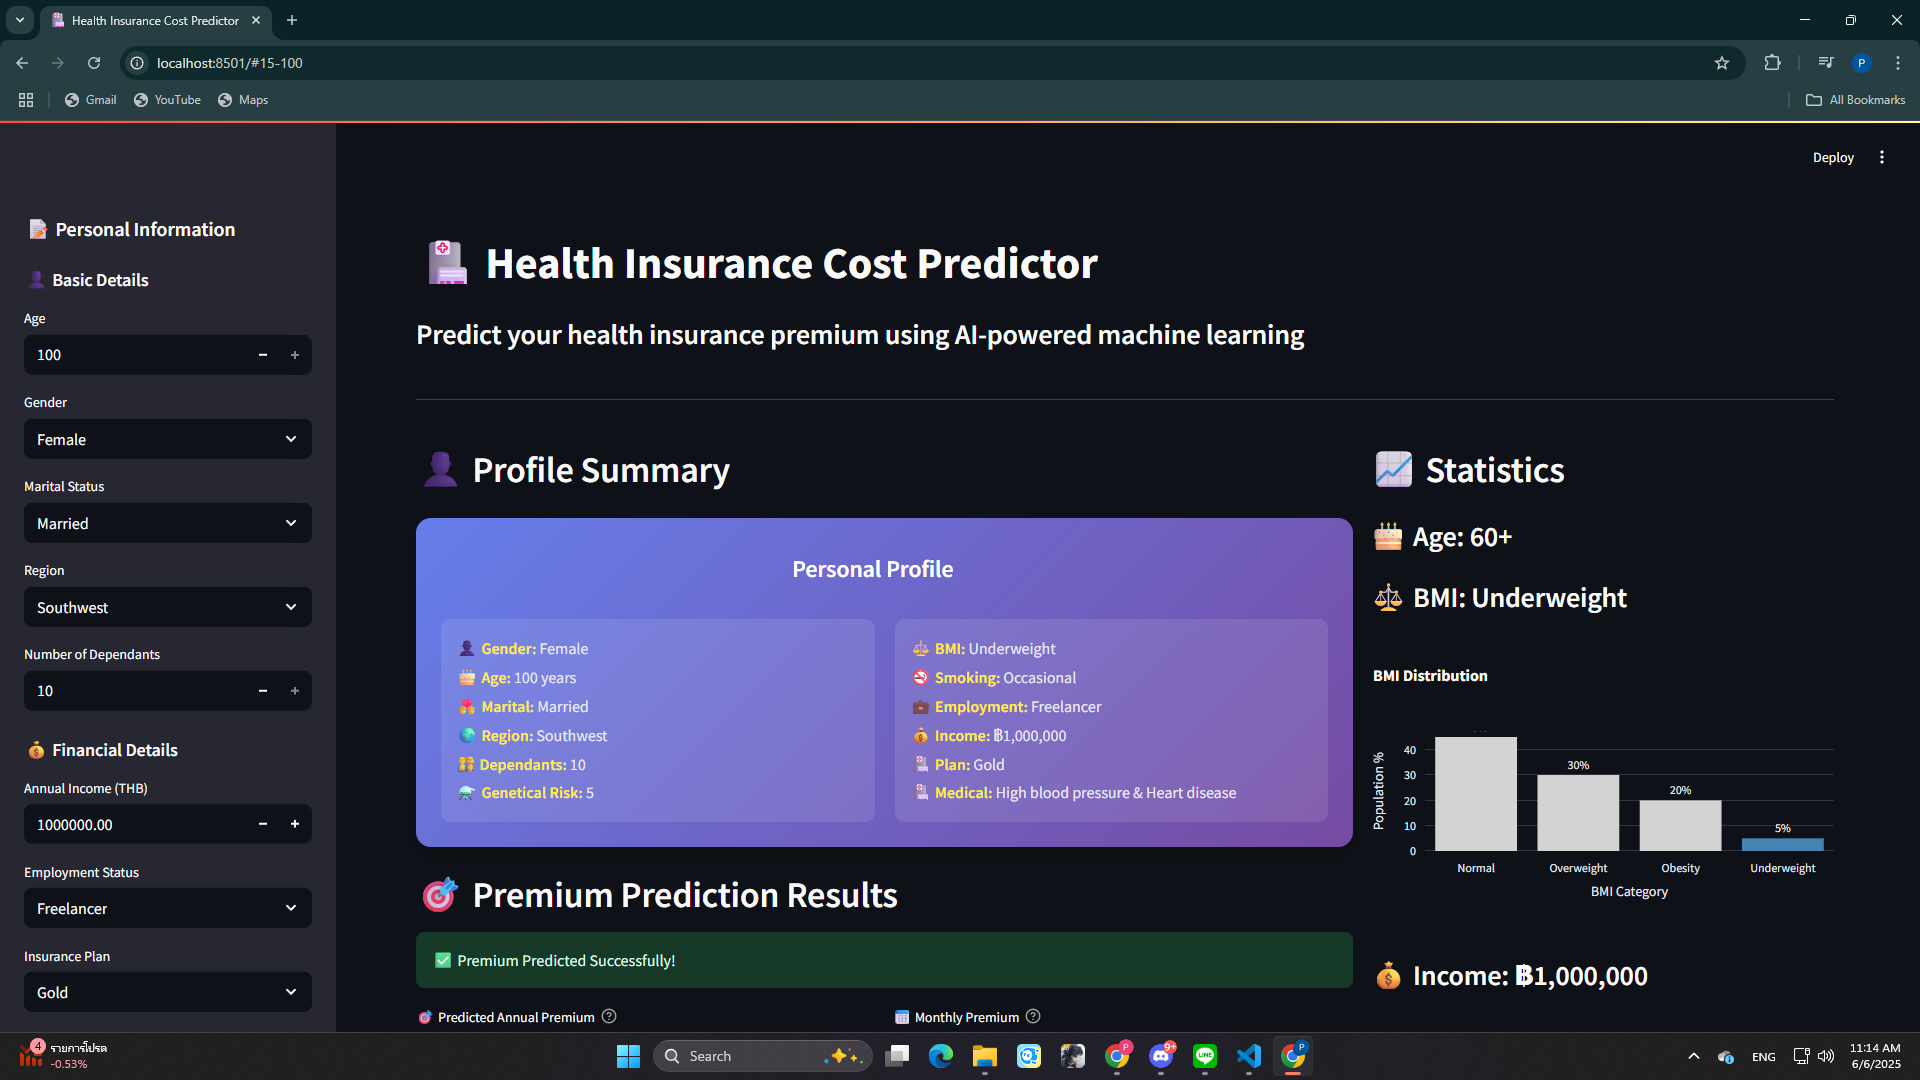 Health Insurance Cost Predictor
localhost:8501/#15-100
P
Gmail
YouTube
Maps
All Bookmarks
Deploy
Personal Information
Basic Details
Age
100
Gender
Female
Marital Status
Married
Region
Southwest
Number of Dependants
10
Financial Details
Annual Income (THB)
1000000.00
Employment Status
Freelancer
Insurance Plan
Gold
Health Insurance Cost Predictor
Predict your health insurance premium using AI-powered machine learning
Profile Summary
Personal Profile
Gender: Female
Age: 100 years
Marital: Married
Region: Southwest
Dependants: 10
Genetical Risk: 5
BMI: Underweight
Smoking: Occasional
Employment: Freelancer
Income: ฿1,000,000
Plan: Gold
Medical: High blood pressure & Heart disease
Premium Prediction Results
Premium Predicted Successfully!
Predicted Annual Premium
Monthly Premium
Statistics
Age: 60+
BMI: Underweight
BMI Distribution
Population %
40
30
20
10
0
30%
20%
5%
Normal
Overweight
Obesity
Underweight
BMI Category
Income: ฿1,000,000
4
รายการโปรด
-0.53%
Search
P
9+
LINE
P
ENG
11:14 AM
6/6/2025